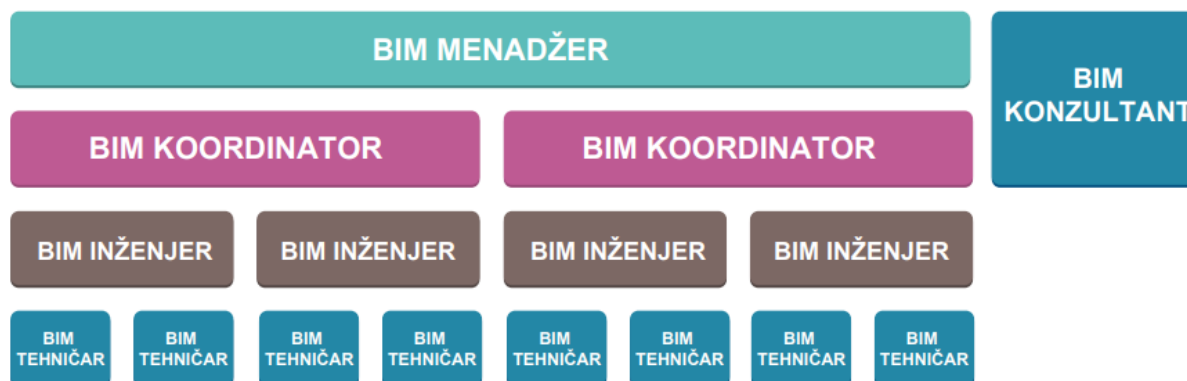 BIM MENADŽER
BIM
KONZULTANT
BIM KOORDINATOR
BIM KOORDINATOR
BIM INŽENJER
BIM INŽENJER
BIM INŽENJER
BIM INŽENJER
BIM
TEHNIČAR
BIM
TEHNIČAR
BIM
TEHNIČAR
BIM
TEHNIČAR
BIM
TEHNIČAR
BIM
TEHNIČAR
BIM
TEHNIČAR
BIM
TEHNIČAR